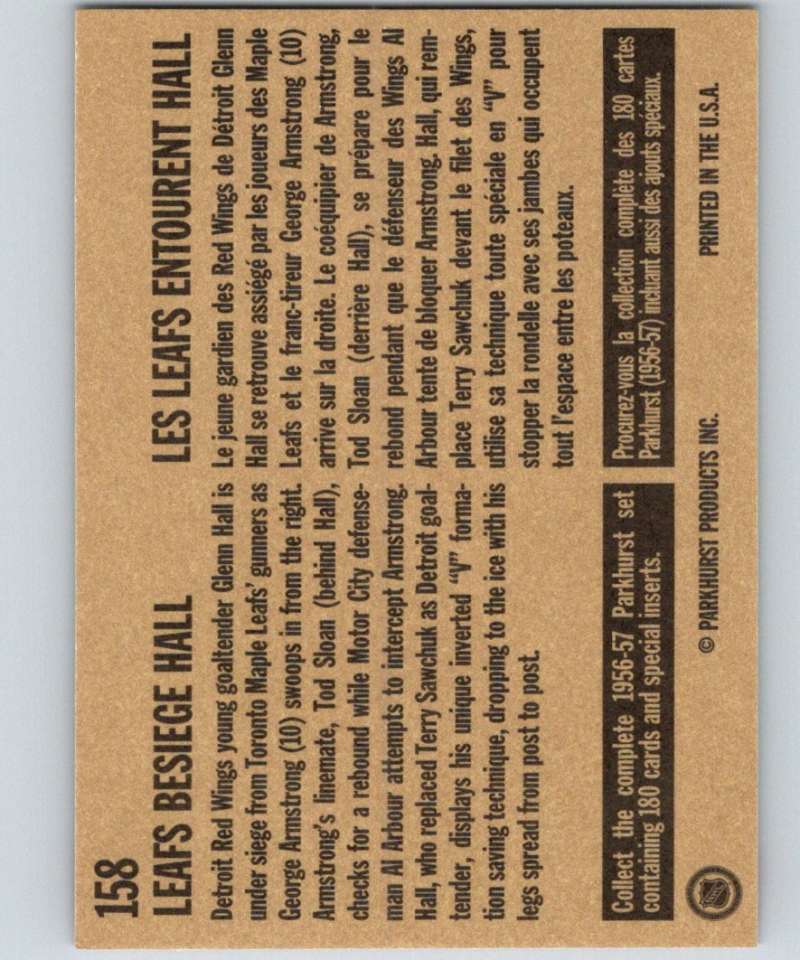 158
LEAFS BESIEGE HALL
Detroit Red Wings young goaltender Glenn Hall is
under siege from Toronto Maple Leafs' gunners as
George Armstrong (10) swoops in from the right.
Armstrong's linemate, Tod Sloan (behind Hall),
checks for a rebound while Motor City defense-
man Al Arbour attempts to intercept Armstrong.
Hall, who replaced Terry Sawchuk as Detroit goal-
tender, displays his unique inverted "V" forma-
tion saving technique, dropping to the ice with his
legs spread from post to post.
LES LEAFS ENTOURENT HALL
Le jeune gardien des Red Wings de Détroit Glenn
Hall se retrouve assiégé par les joueurs des Maple
Leafs et le franc-tireur George Armstrong (10)
arrive sur la droite. Le coéquipier de Armstrong,
Tod Sloan (derrière Hall), se prépare pour le
rebond pendant que le défenseur des Wings Al
Arbour tente de bloquer Armstrong. Hall, qui rem-
place Terry Sawchuk devant le filet des Wings,
utilise sa technique toute spéciale en "V" pour
stopper la rondelle avec ses jambes qui occupent
tout l'espace entre les poteaux.
Collect the complete 1956-57 Parkhurst set
containing 180 cards and special inserts.
Procurez-vous la collection complète des 180 cartes
Parkhurst (1956-57) incluant aussi des ajouts spéciaux.
NHL
© PARKHURST PRODUCTS INC.
PRINTED IN THE U.S.A.